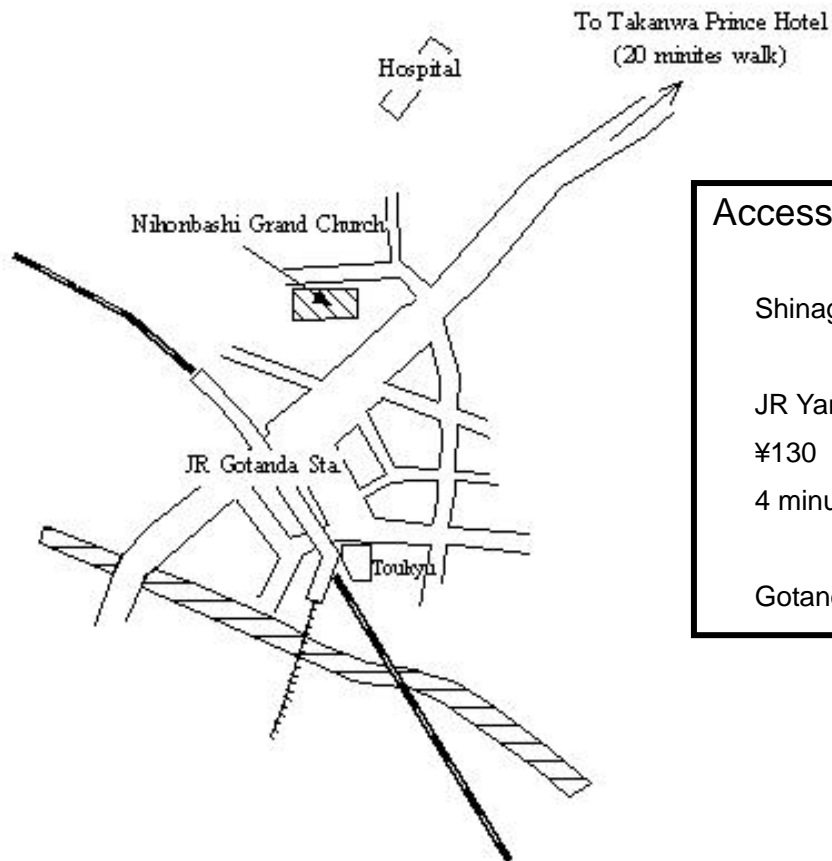 To Takanwa Prince Hotel
(20 minites walk)
Hospital
Nihonbashi Grand Church
JR Gotanda Sta.
Toukyu
Access
Shinag
JR Yar
¥130
4 minu
Gotand